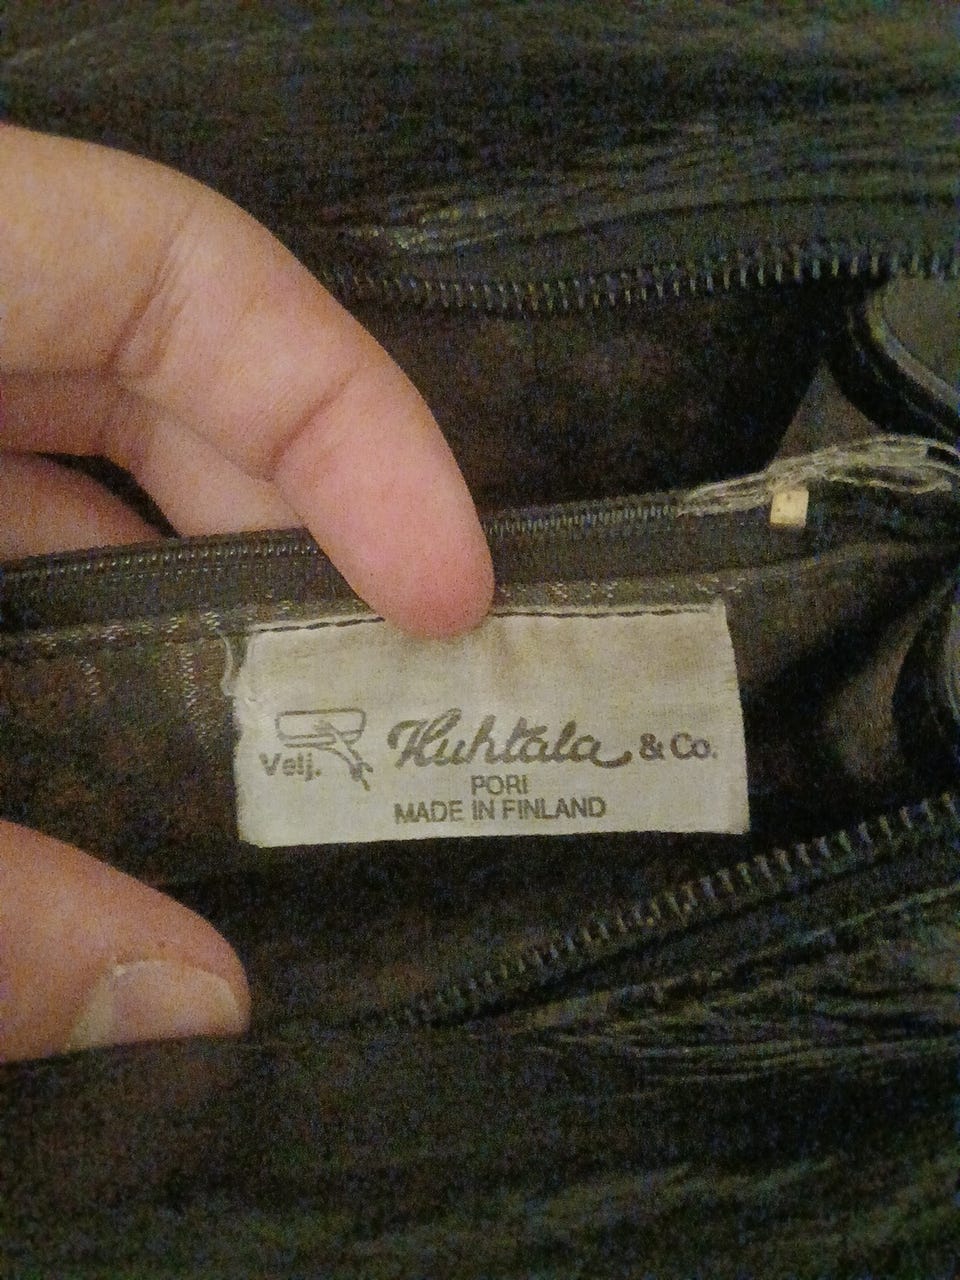 Velj. Huhtala & Co.
PORI
MADE IN FINLAND